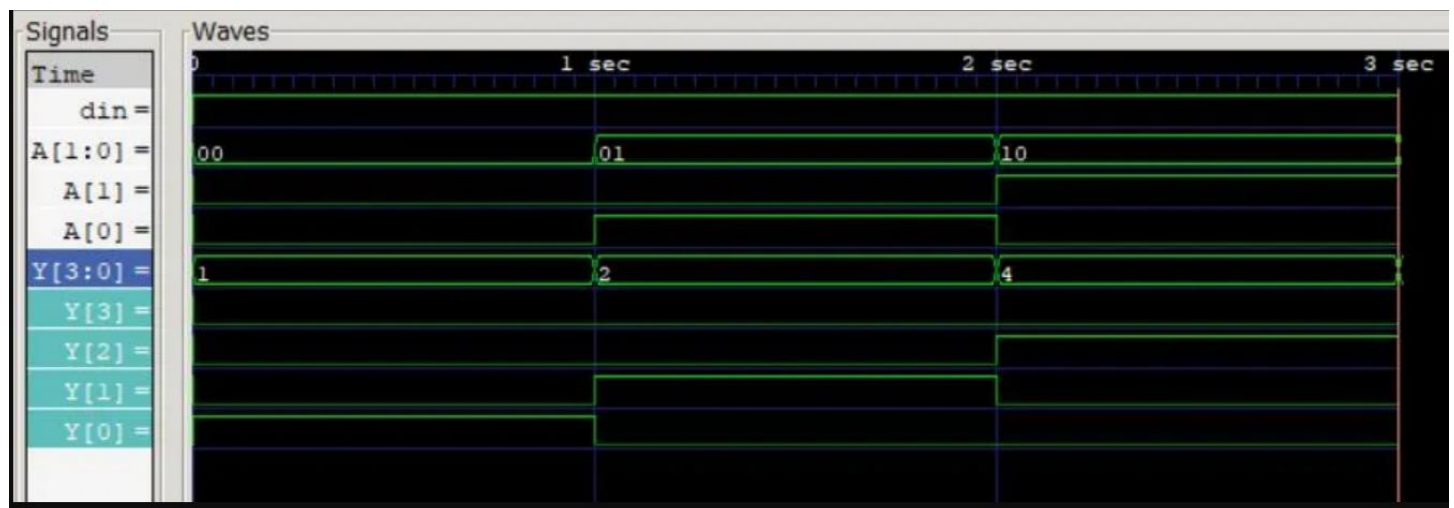 Signals Waves
Time 0 1 sec 2 sec 3 sec
din =
A[1:0] = 00 01 10
A[1] =
A[0] =
Y[3:0] = 1 2 4
Y[3] =
Y[2] =
Y[1] =
Y[0] =